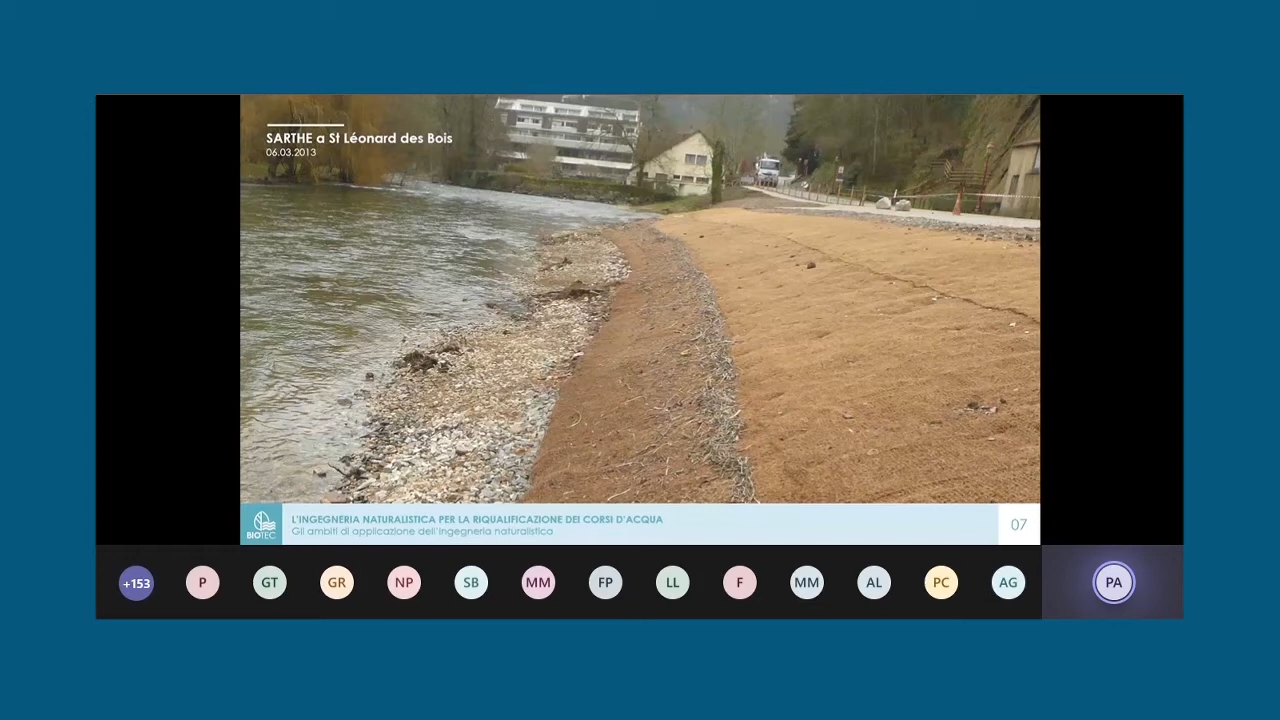 SARTHE a St Léonard des Bois
06.03.2013
BIOTEC
L'INGEGNERIA NATURALISTICA PER LA RIQUALIFICAZIONE DEI CORSI D'ACQUA
Gli ambiti di applicazione dell'ingegneria naturalistica
07
+153
P
GT
GR
NP
SB
MM
FP
LL
F
MM
AL
PC
AG
PA